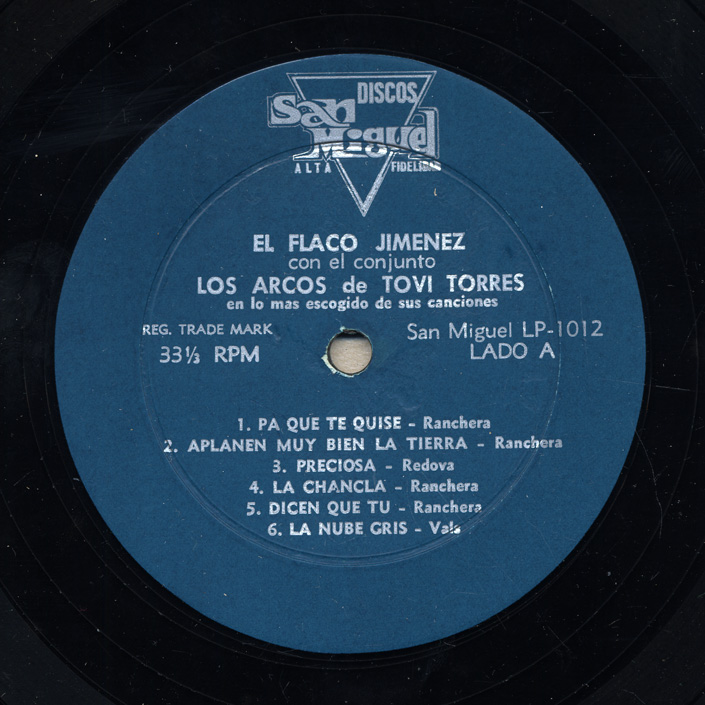 DISCOS
San
Miguel
ALTA FIDELIDAD
EL FLACO JIMENEZ
con el conjunto
LOS ARCOS de TOVI TORRES
en lo mas escogido de sus canciones
REG. TRADE MARK
33⅓ RPM
San Miguel LP-1012
LADO A
1. PA QUE TE QUISE - Ranchera
2. APLANEN MUY BIEN LA TIERRA - Ranchera
3. PRECIOSA - Redova
4. LA CHANCLA - Ranchera
5. DICEN QUE TU - Ranchera
6. LA NUBE GRIS - Vals